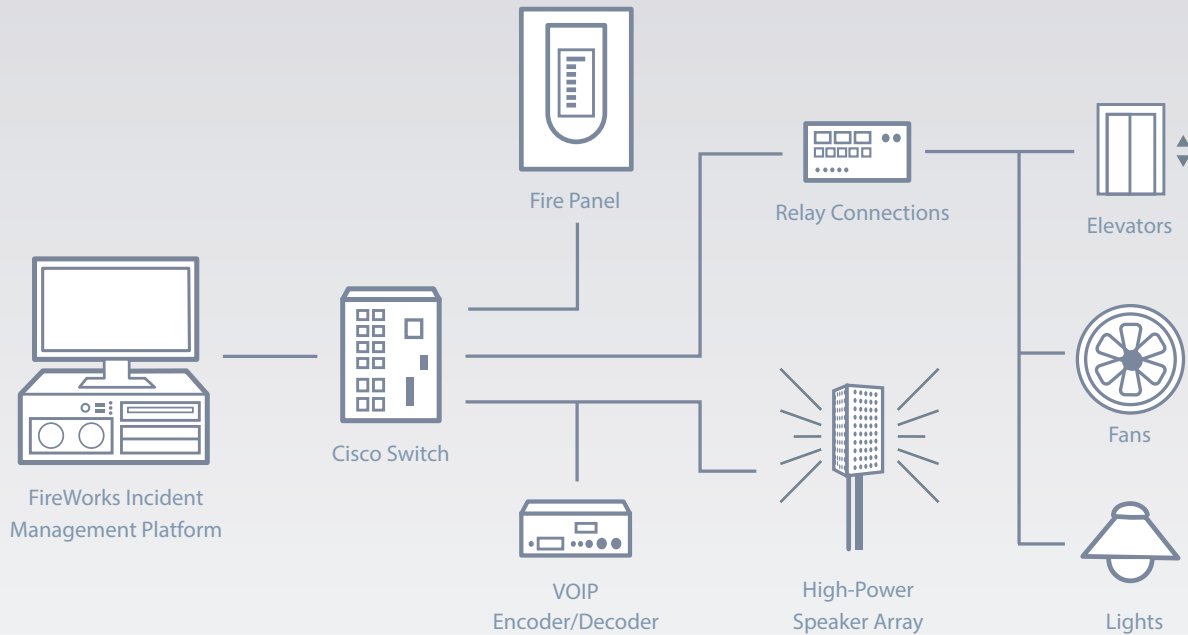 Fire Panel
Relay Connections
Elevators
Cisco Switch
Fans
FireWorks Incident
Management Platform
VOIP
Encoder/Decoder
High-Power
Speaker Array
Lights